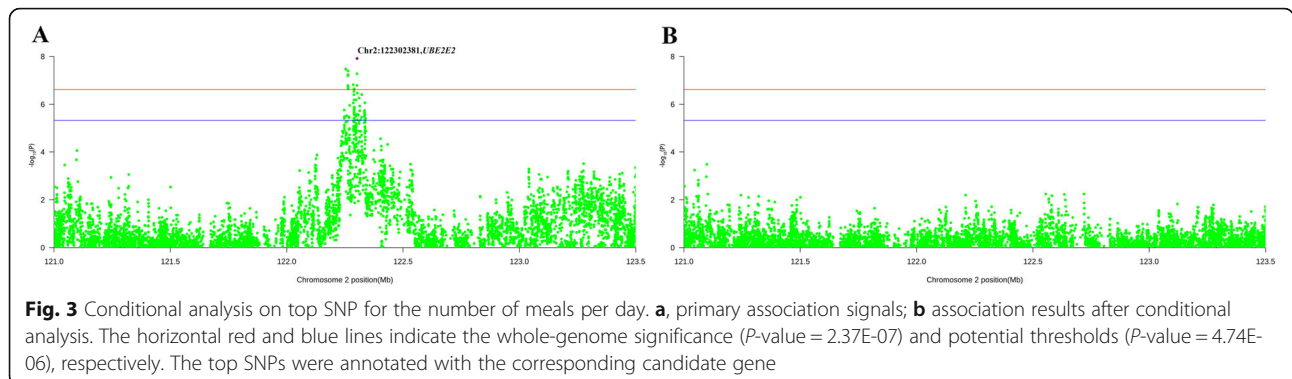 A
B
Chr2:122302381,UBE2E2
8
6
4
2
0
-log10(P)
121.0 121.5 122.0 122.5 123.0 123.5
Chromosome 2 position(Mb)
8
6
4
2
0
-log10(P)
121.0 121.5 122.0 122.5 123.0 123.5
Chromosome 2 position(Mb)
Fig. 3 Conditional analysis on top SNP for the number of meals per day. a, primary association signals; b association results after conditional
analysis. The horizontal red and blue lines indicate the whole-genome significance (P-value = 2.37E-07) and potential thresholds (P-value = 4.74E-
06), respectively. The top SNPs were annotated with the corresponding candidate gene